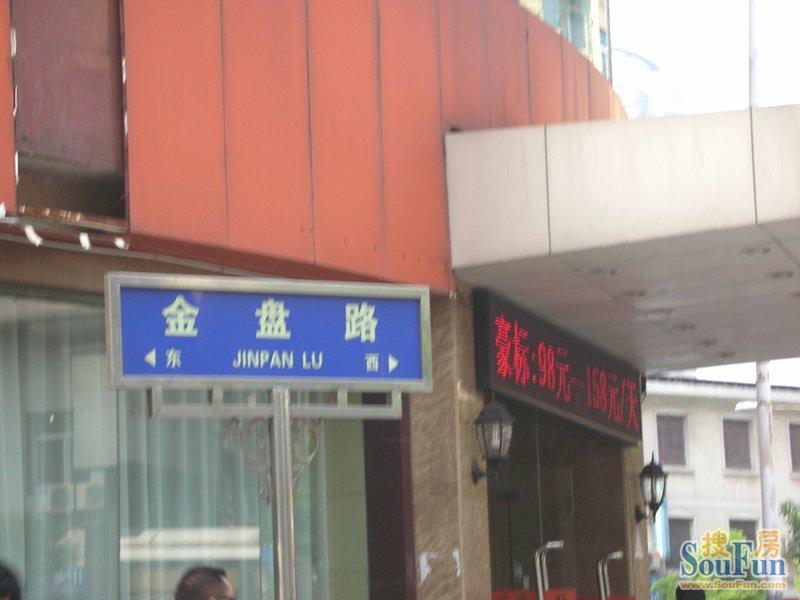 金盘路
东 JINPAN LU 西
豪标:98元—158元/天
搜房
SouFun
www.SouFun.com